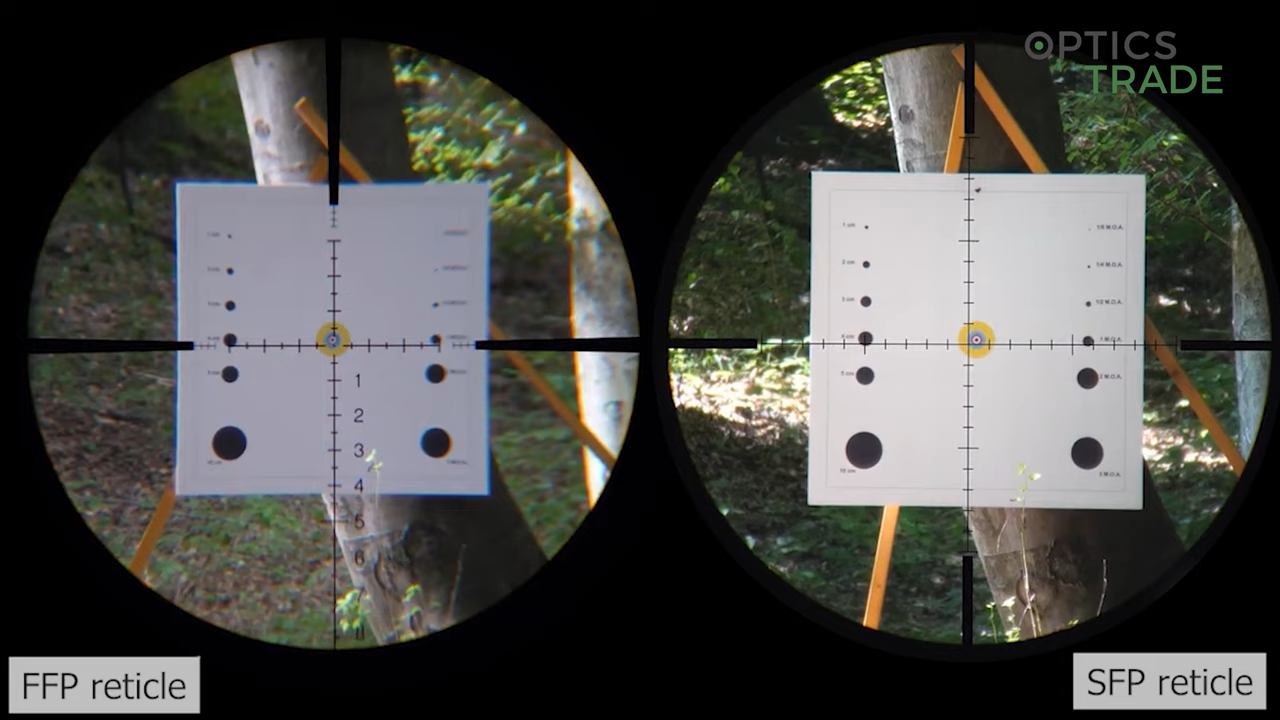 OPTICS
TRADE
1 cm
2 cm
3 cm
4 cm
5 cm
10 cm
1/8 M.O.A.
1/4 M.O.A.
1/2 M.O.A.
1 M.O.A.
2 M.O.A.
3 M.O.A.
1
2
3
4
5
6
FFP reticle
SFP reticle